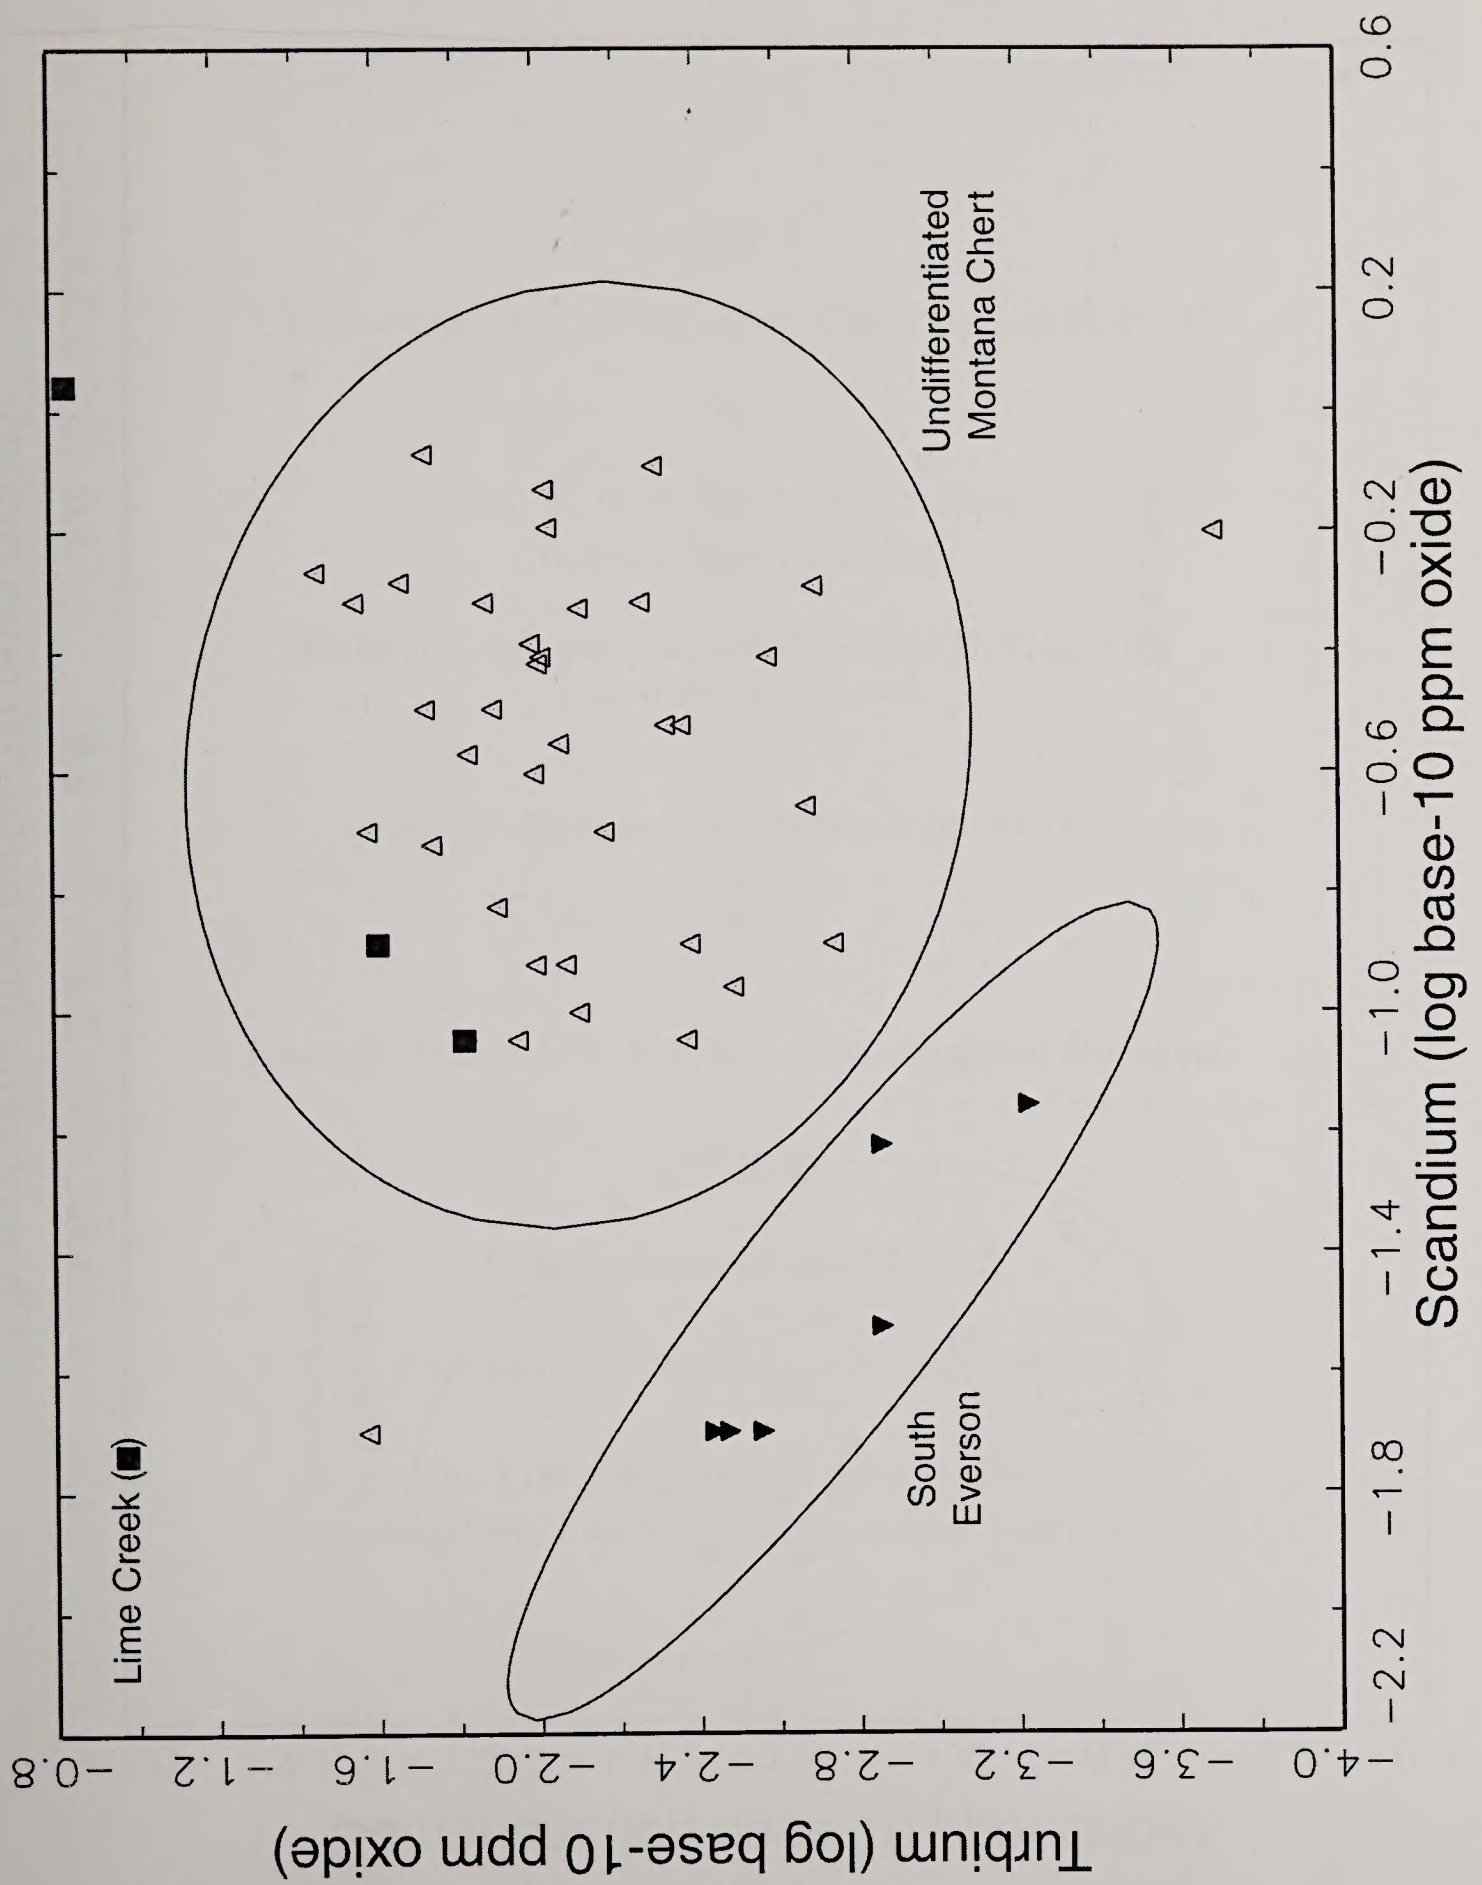 Turbium (log base-10 ppm oxide)
−0.8
−1.2
−1.6
−2.0
−2.4
−2.8
−3.2
−3.6
−4.0
Lime Creek (■)
Undifferentiated
Montana Chert
South
Everson
−2.2 −1.8 −1.4 −1.0 −0.6 −0.2 0.2 0.6
Scandium (log base-10 ppm oxide)